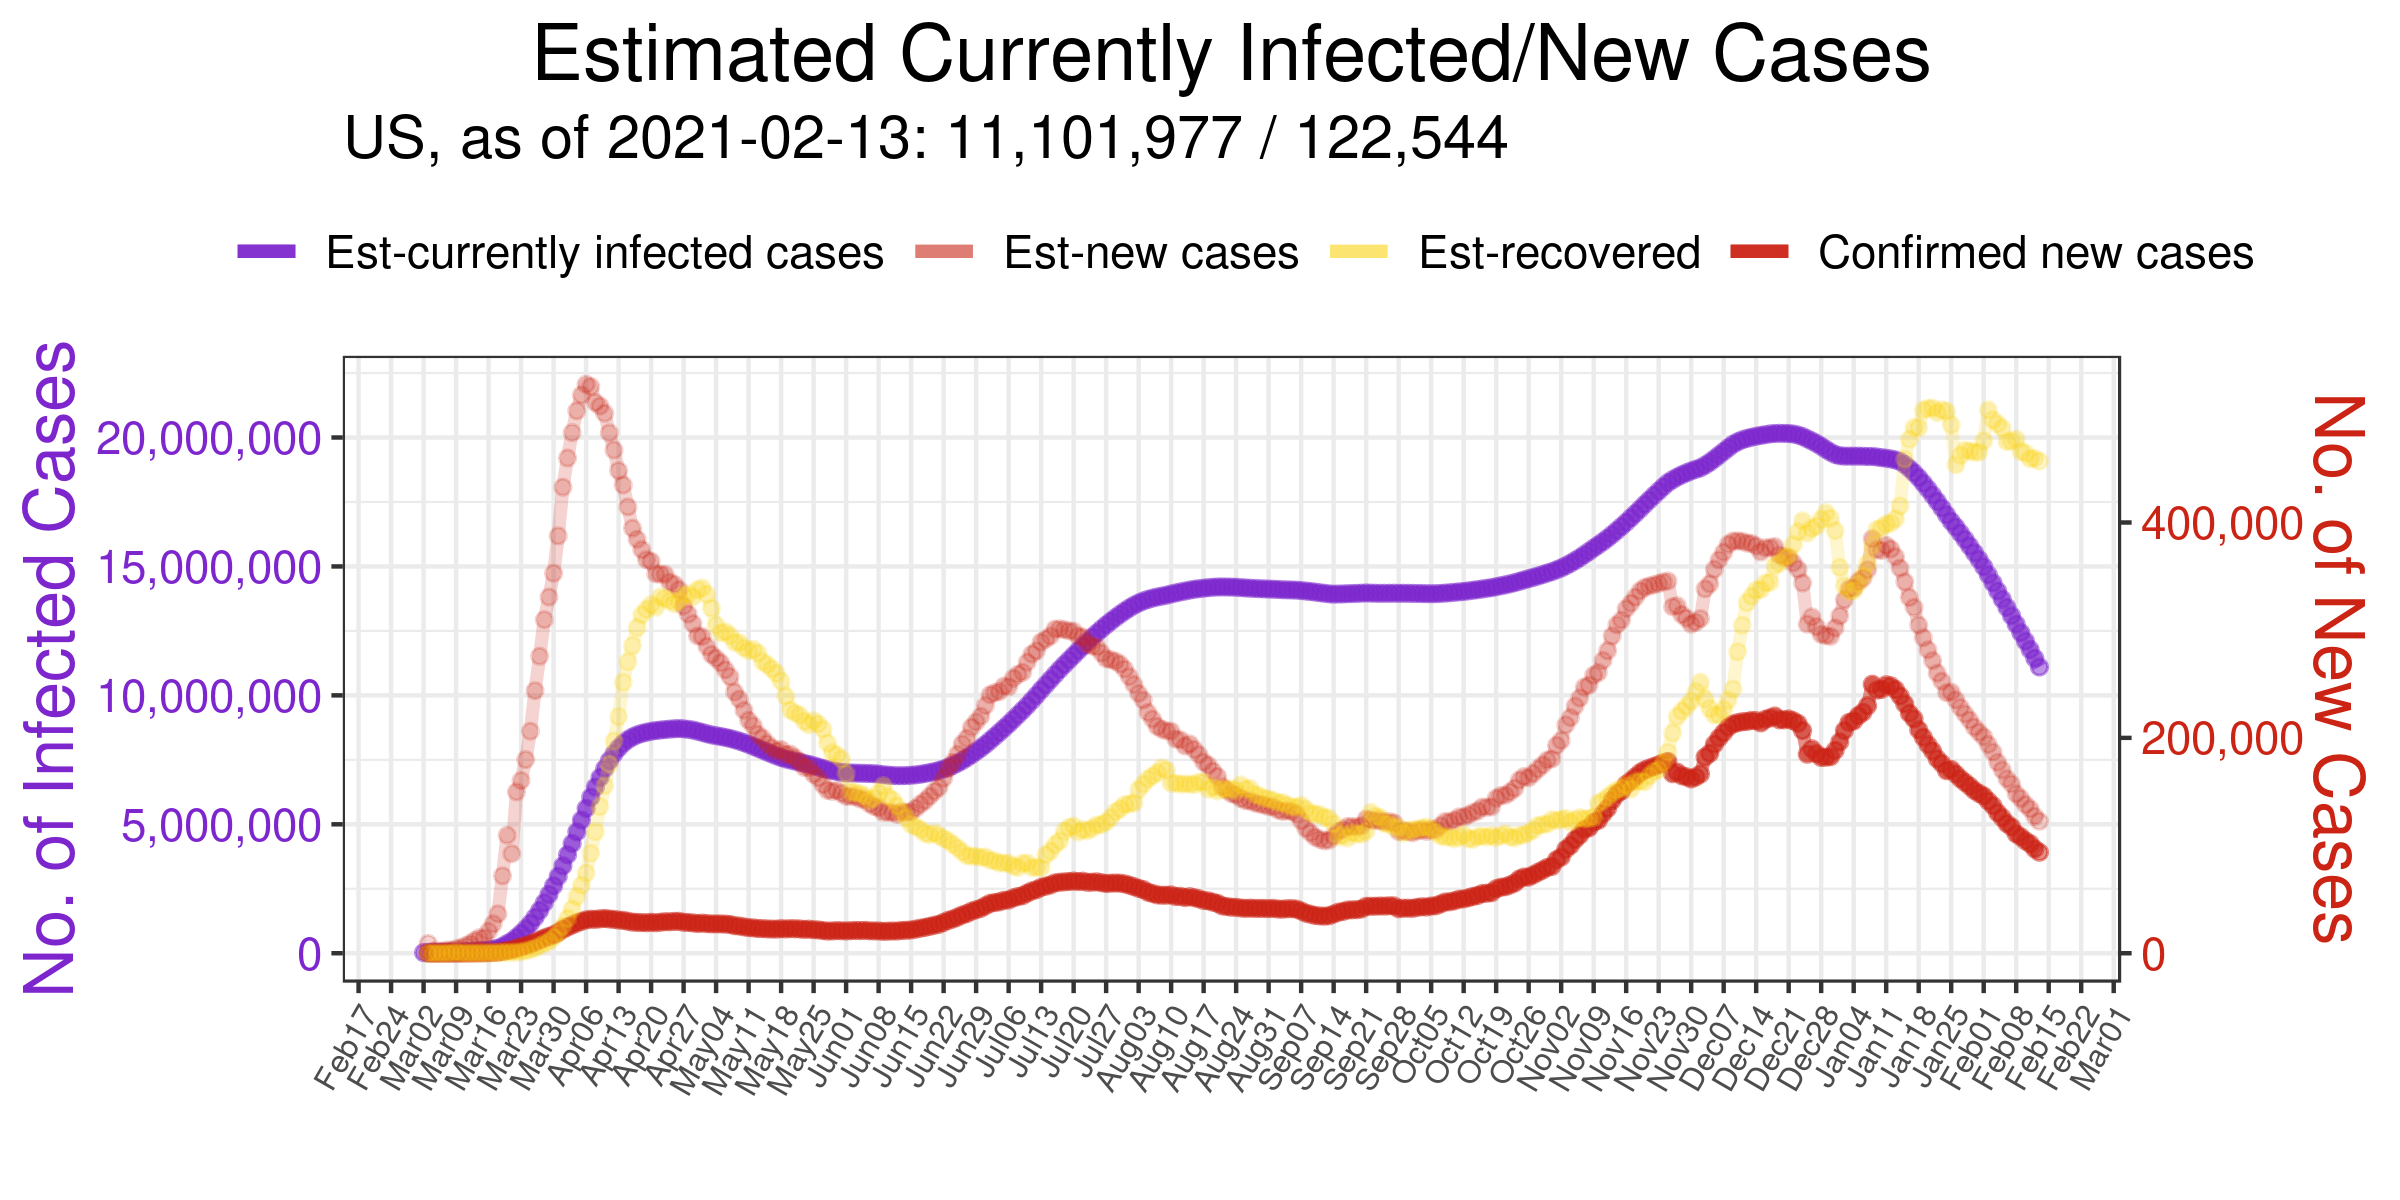 Estimated Currently Infected/New Cases
US, as of 2021-02-13: 11,101,977 / 122,544
Est-currently infected cases Est-new cases Est-recovered Confirmed new cases
No. of Infected Cases
20,000,000
15,000,000
10,000,000
5,000,000
0
400,000
200,000
0
No. of New Cases
Feb17 Feb24 Mar02 Mar09 Mar16 Mar23 Mar30 Apr06 Apr13 Apr20 Apr27 May04 May11 May18 May25 Jun01 Jun08 Jun15 Jun22 Jun29 Jul06 Jul13 Jul20 Jul27 Aug03 Aug10 Aug17 Aug24 Aug31 Sep07 Sep14 Sep21 Sep28 Oct05 Oct12 Oct19 Oct26 Nov02 Nov09 Nov16 Nov23 Nov30 Dec07 Dec14 Dec21 Dec28 Jan04 Jan11 Jan18 Jan25 Feb01 Feb08 Feb15 Feb22 Mar01